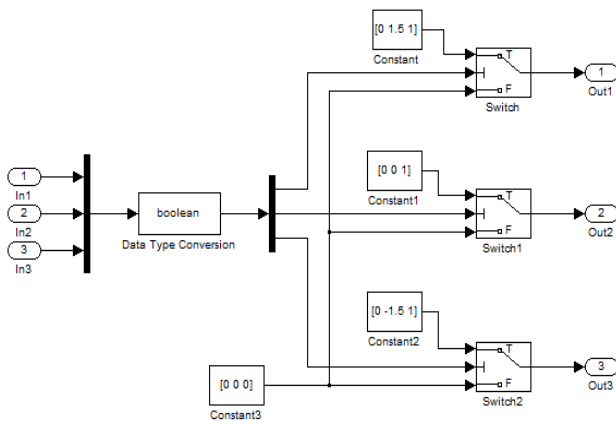 [0 1.5 1]
Constant
T
F
Switch
1
Out1
1
In1
2
In2
3
In3
boolean
Data Type Conversion
[0 0 1]
Constant1
T
F
Switch1
2
Out2
[0 -1.5 1]
Constant2
T
F
Switch2
3
Out3
[0 0 0]
Constant3